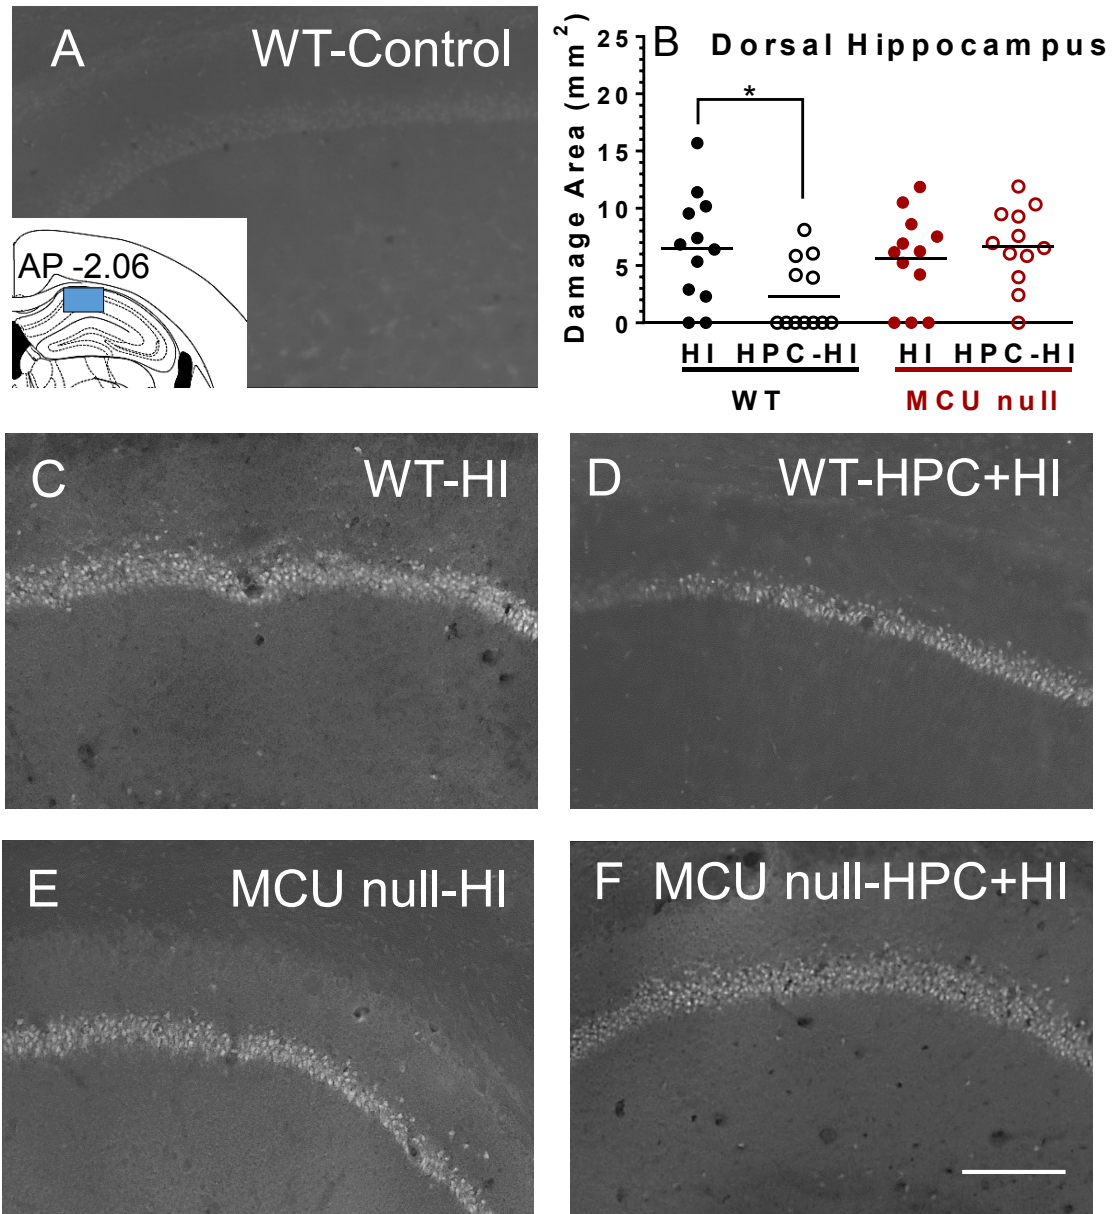 A WT-Control
AP -2.06
B Dorsal Hippocampus
Damage Area (mm²)
25
20
15
10
5
0
*
HI HPC-HI HI HPC-HI
WT MCU null
C WT-HI
D WT-HPC+HI
E MCU null-HI
F MCU null-HPC+HI